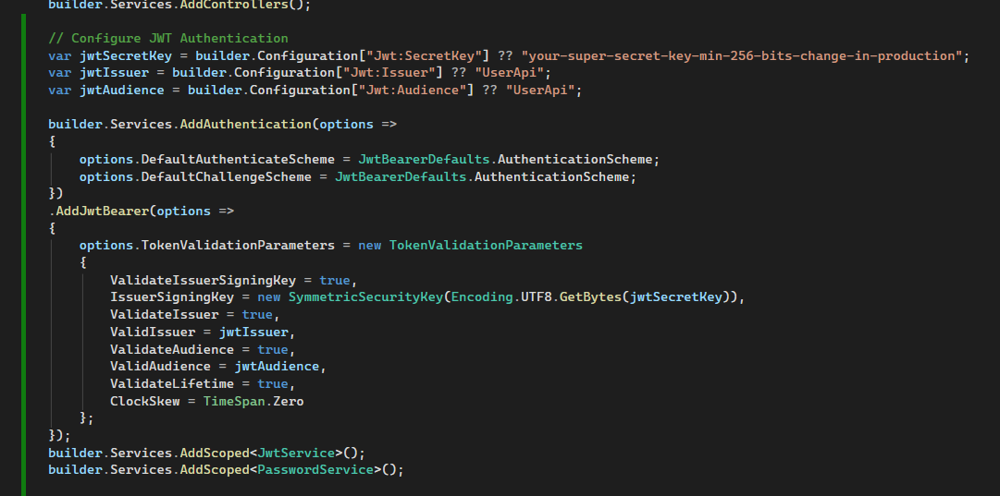 builder.Services.AddControllers();
// Configure JWT Authentication
var jwtSecretKey = builder.Configuration["Jwt:SecretKey"] ?? "your-super-secret-key-min-256-bits-change-in-production";
var jwtIssuer = builder.Configuration["Jwt:Issuer"] ?? "UserApi";
var jwtAudience = builder.Configuration["Jwt:Audience"] ?? "UserApi";
builder.Services.AddAuthentication(options =>
{
options.DefaultAuthenticateScheme = JwtBearerDefaults.AuthenticationScheme;
options.DefaultChallengeScheme = JwtBearerDefaults.AuthenticationScheme;
})
.AddJwtBearer(options =>
{
options.TokenValidationParameters = new TokenValidationParameters
{
ValidateIssuerSigningKey = true,
IssuerSigningKey = new SymmetricSecurityKey(Encoding.UTF8.GetBytes(jwtSecretKey)),
ValidateIssuer = true,
ValidIssuer = jwtIssuer,
ValidateAudience = true,
ValidAudience = jwtAudience,
ValidateLifetime = true,
ClockSkew = TimeSpan.Zero
};
});
builder.Services.AddScoped<JwtService>();
builder.Services.AddScoped<PasswordService>();